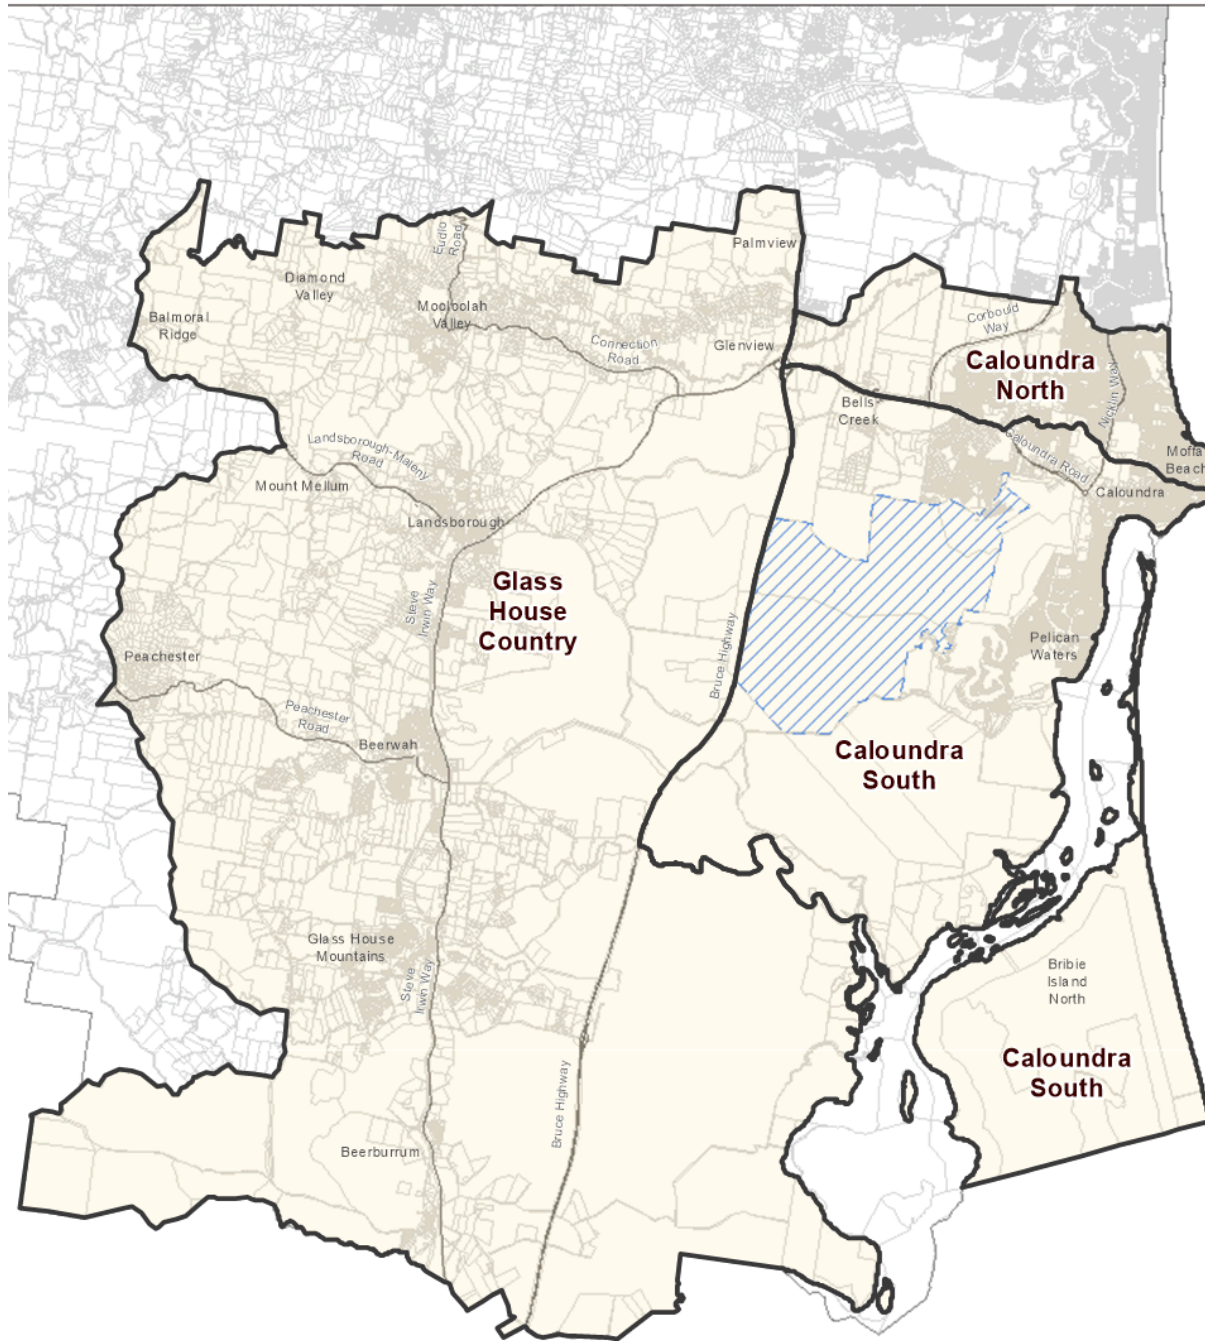 Palmview
Eudlo
Road
Diamond
Valley
Mooloolah
Valley
Balmoral
Ridge
Connection
Road
Glenview
Corbould
Way
Caloundra
North
Nicklin Way
Bells
Creek
Caloundra Road
Moffa
Beach
Caloundra
Landsborough-Maleny
Road
Mount Mellum
Landsborough
Glass
House
Country
Steve
Irwin Way
Bruce Highway
Pelican
Waters
Peachester
Peachester
Road
Beerwah
Caloundra
South
Glass House
Mountains
Steve
Irwin Way
Bribie
Island
North
Caloundra
South
Bruce Highway
Beerburrum